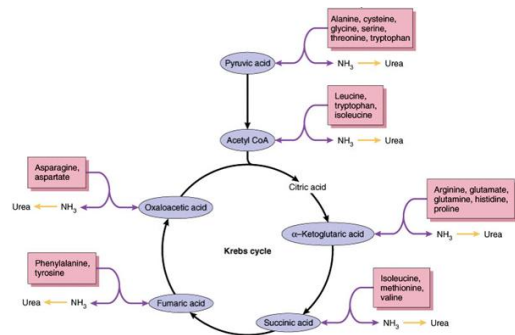 Alanine, cysteine,
glycine, serine,
threonine, tryptophan
Pyruvic acid
NH3
Urea
Leucine,
tryptophan,
isoleucine
Acetyl CoA
NH3
Urea
Citric acid
Asparagine,
aspartate
Urea
NH3
Oxaloacetic acid
Arginine, glutamate,
glutamine, histidine,
proline
α–Ketoglutaric acid
NH3
Urea
Krebs cycle
Phenylalanine,
tyrosine
Urea
NH3
Fumaric acid
Isoleucine,
methionine,
valine
Succinic acid
NH3
Urea